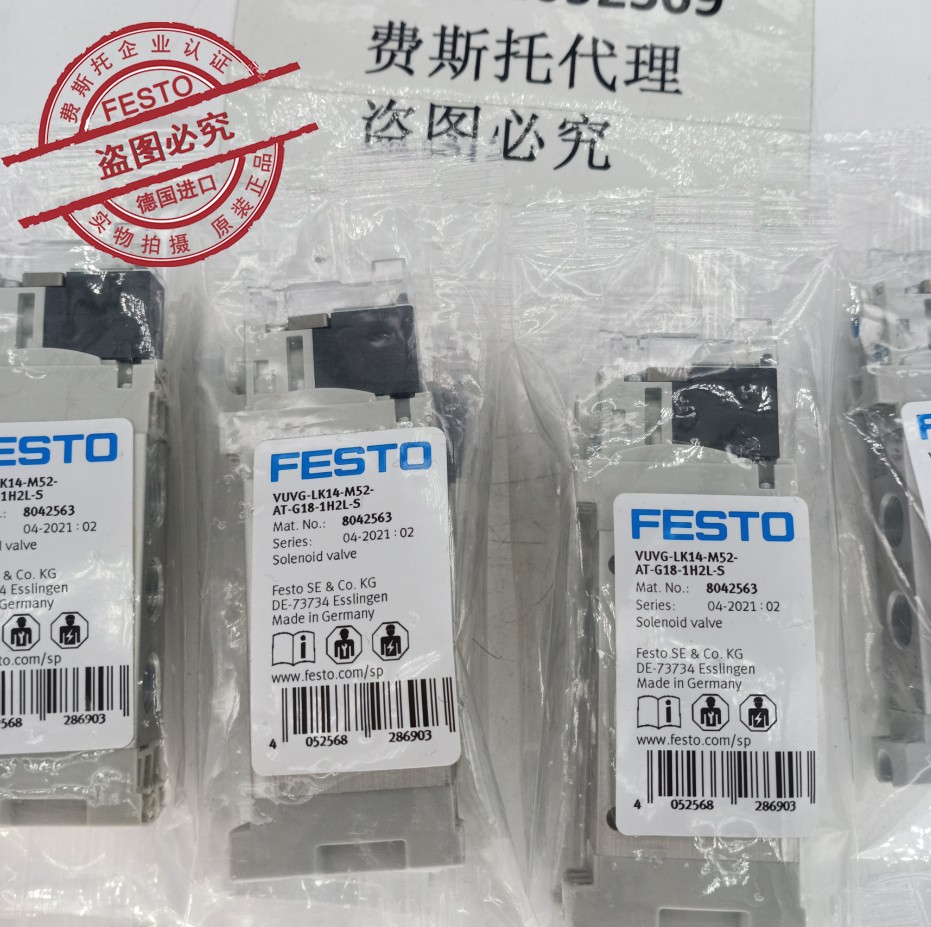 费斯托代理
盗图必究
费斯托企业认证
FESTO
盗图必究
德国进口
实物拍摄 原装正品
ESTO
LK14-M52-
1H2L-S
8042563
04-2021:02
valve
& Co. KG
Esslingen
Germany
to.com/sp
286903
FESTO
VUVG-LK14-M52-
AT-G18-1H2L-S
Mat. No.: 8042563
Series: 04-2021:02
Solenoid valve
Festo SE & Co. KG
DE-73734 Esslingen
Made in Germany
www.festo.com/sp
4 052568 286903
FESTO
VUVG-LK14-M52-
AT-G18-1H2L-S
Mat. No.: 8042563
Series: 04-2021:02
Solenoid valve
Festo SE & Co. KG
DE-73734 Esslingen
Made in Germany
www.festo.com/sp
4 052568 286903